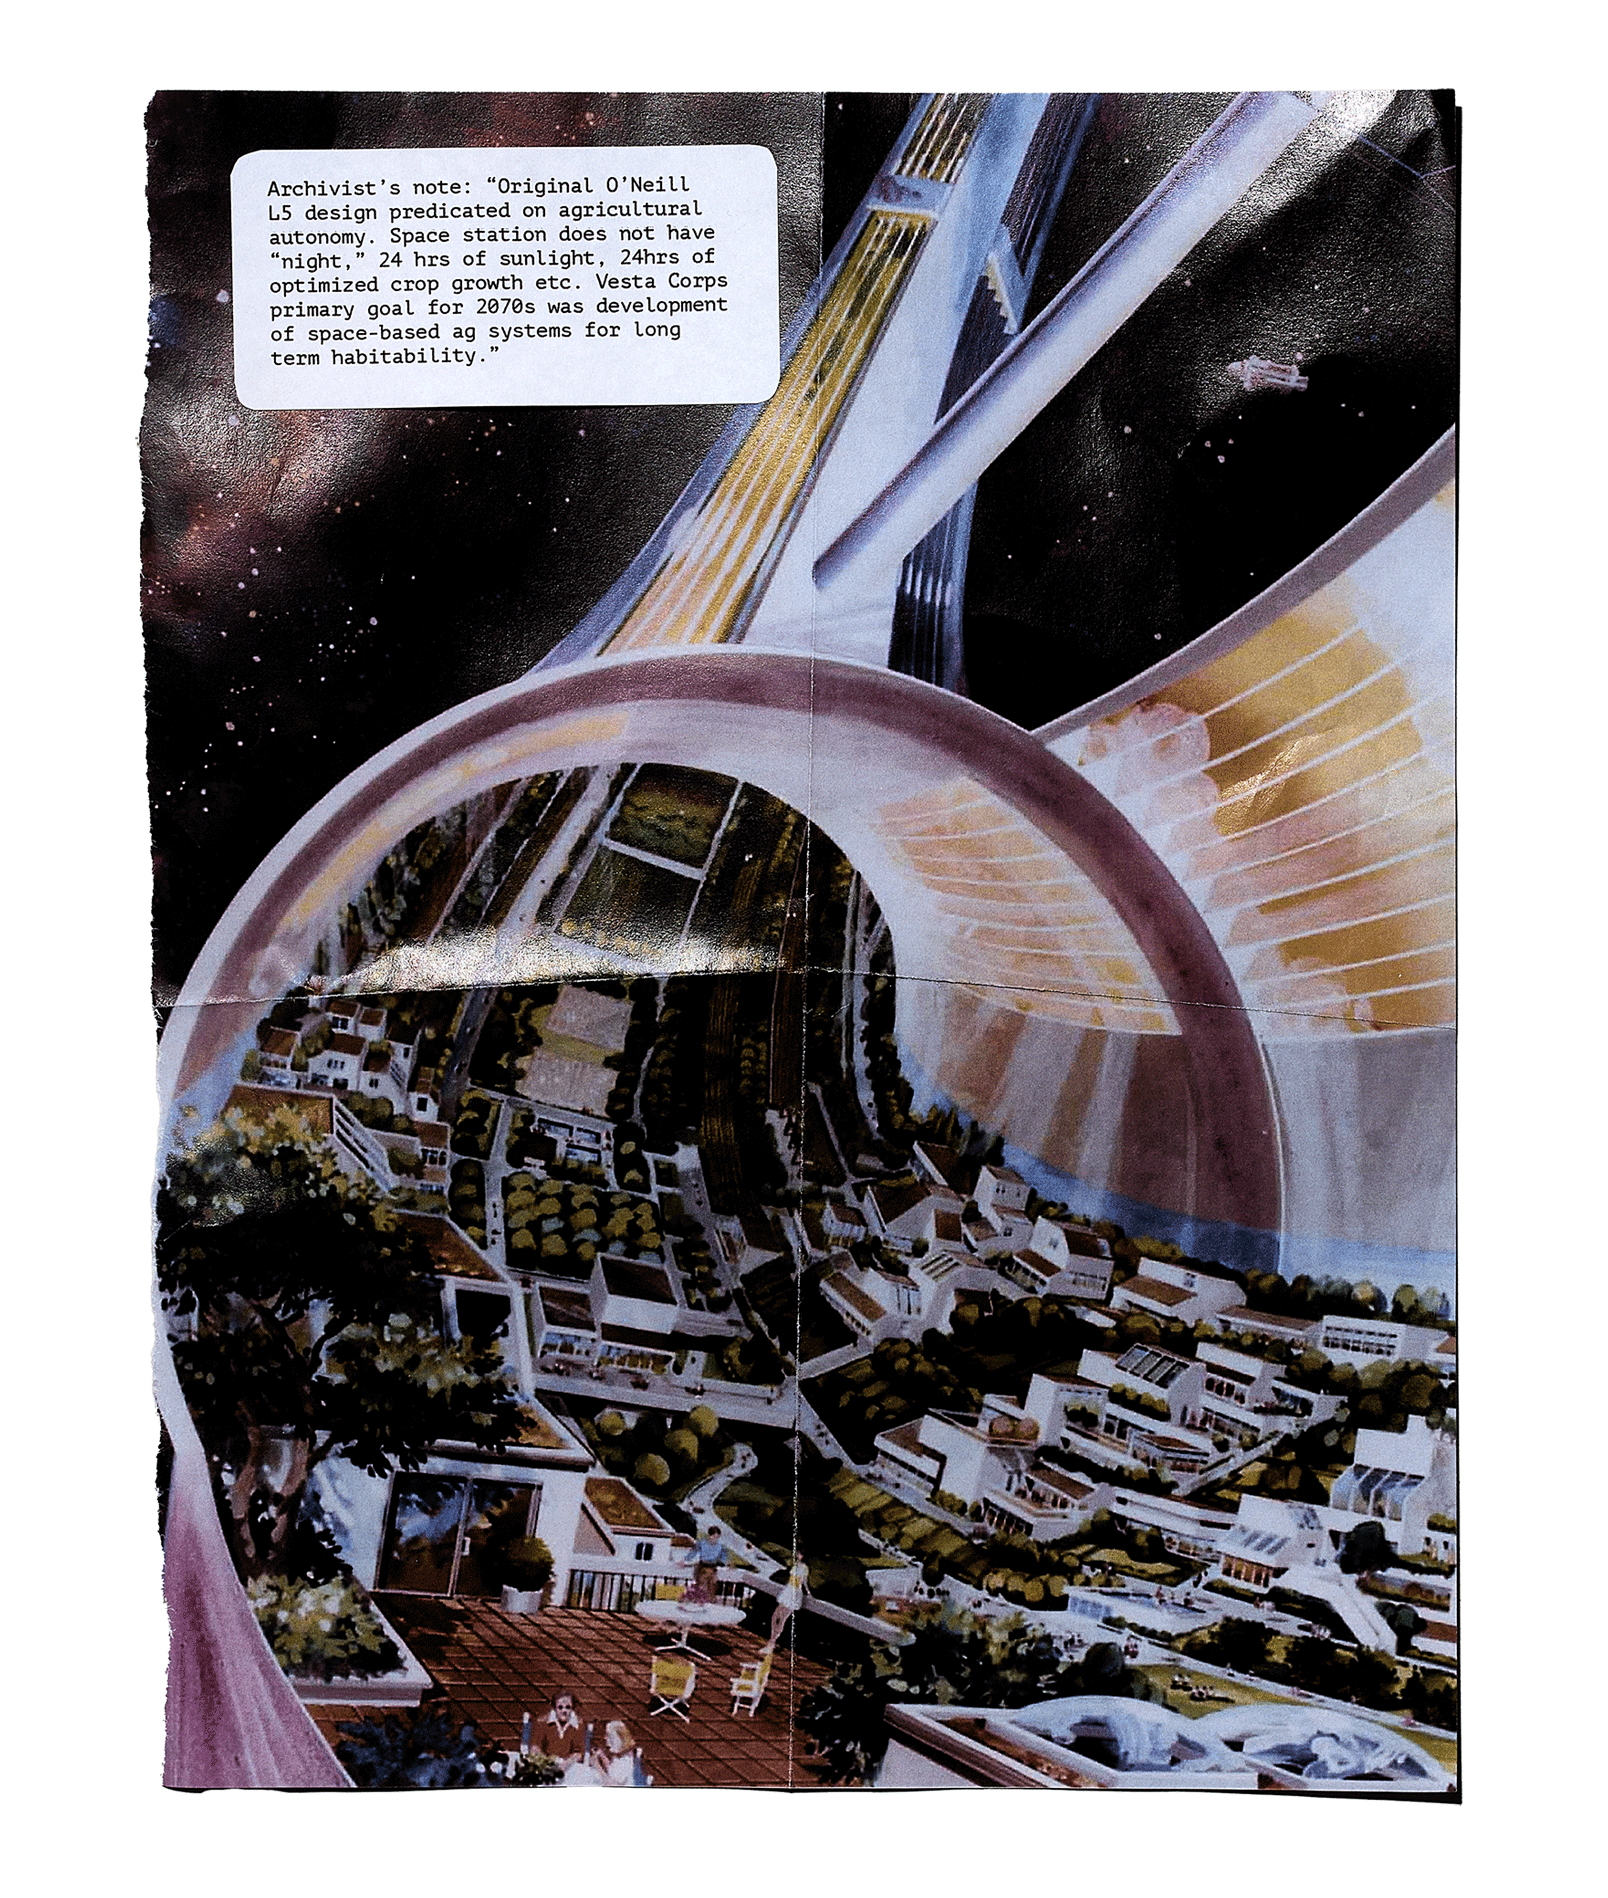 Archivist’s note: “Original O’Neill
L5 design predicated on agricultural
autonomy. Space station does not have
“night,” 24 hrs of sunlight, 24hrs of
optimized crop growth etc. Vesta Corps
primary goal for 2070s was development
of space-based ag systems for long
term habitability.”